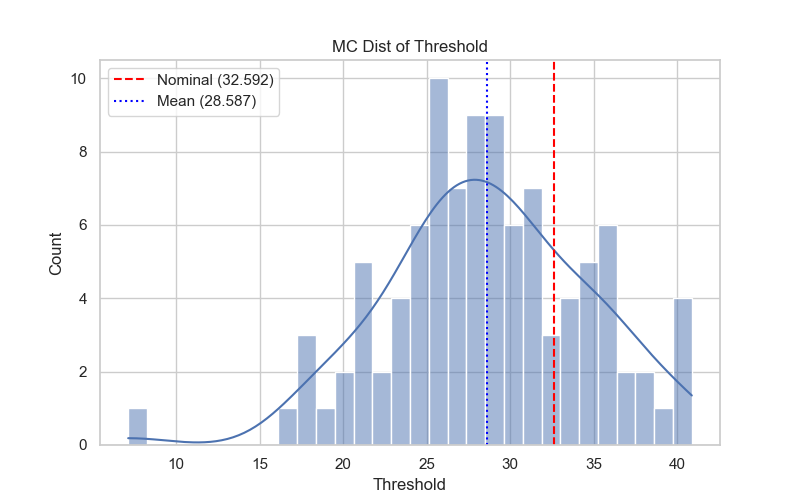 MC Dist of Threshold
Nominal (32.592)
Mean (28.587)
10
8
6
4
2
0
Count
10 15 20 25 30 35 40
Threshold